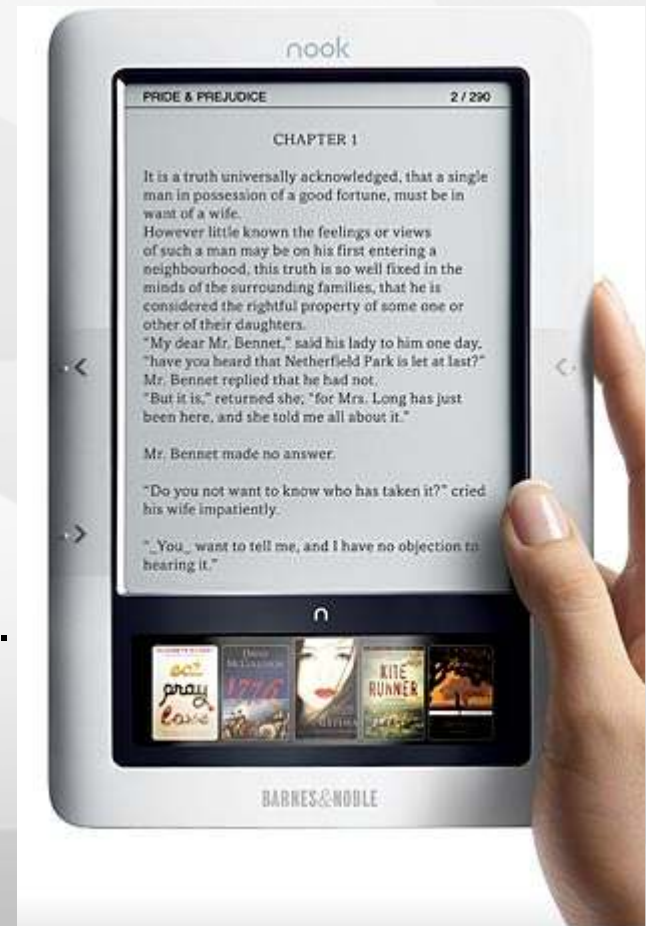 nook
PRIDE & PREJUDICE 2 / 290
CHAPTER 1
It is a truth universally acknowledged, that a single
man in possession of a good fortune, must be in
want of a wife.
However little known the feelings or views
of such a man may be on his first entering a
neighbourhood, this truth is so well fixed in the
minds of the surrounding families, that he is
considered the rightful property of some one or
other of their daughters.
"My dear Mr. Bennet," said his lady to him one day,
"have you heard that Netherfield Park is let at last?"
Mr. Bennet replied that he had not.
"But it is," returned she; "for Mrs. Long has just
been here, and she told me all about it."
Mr. Bennet made no answer.
"Do you not want to know who has taken it?" cried
his wife impatiently.
"_You_ want to tell me, and I have no objection to
hearing it."
n
eat
pray
love
DAVID
McCULLOUGH
1776
KITE
RUNNER
BARNES&NOBLE